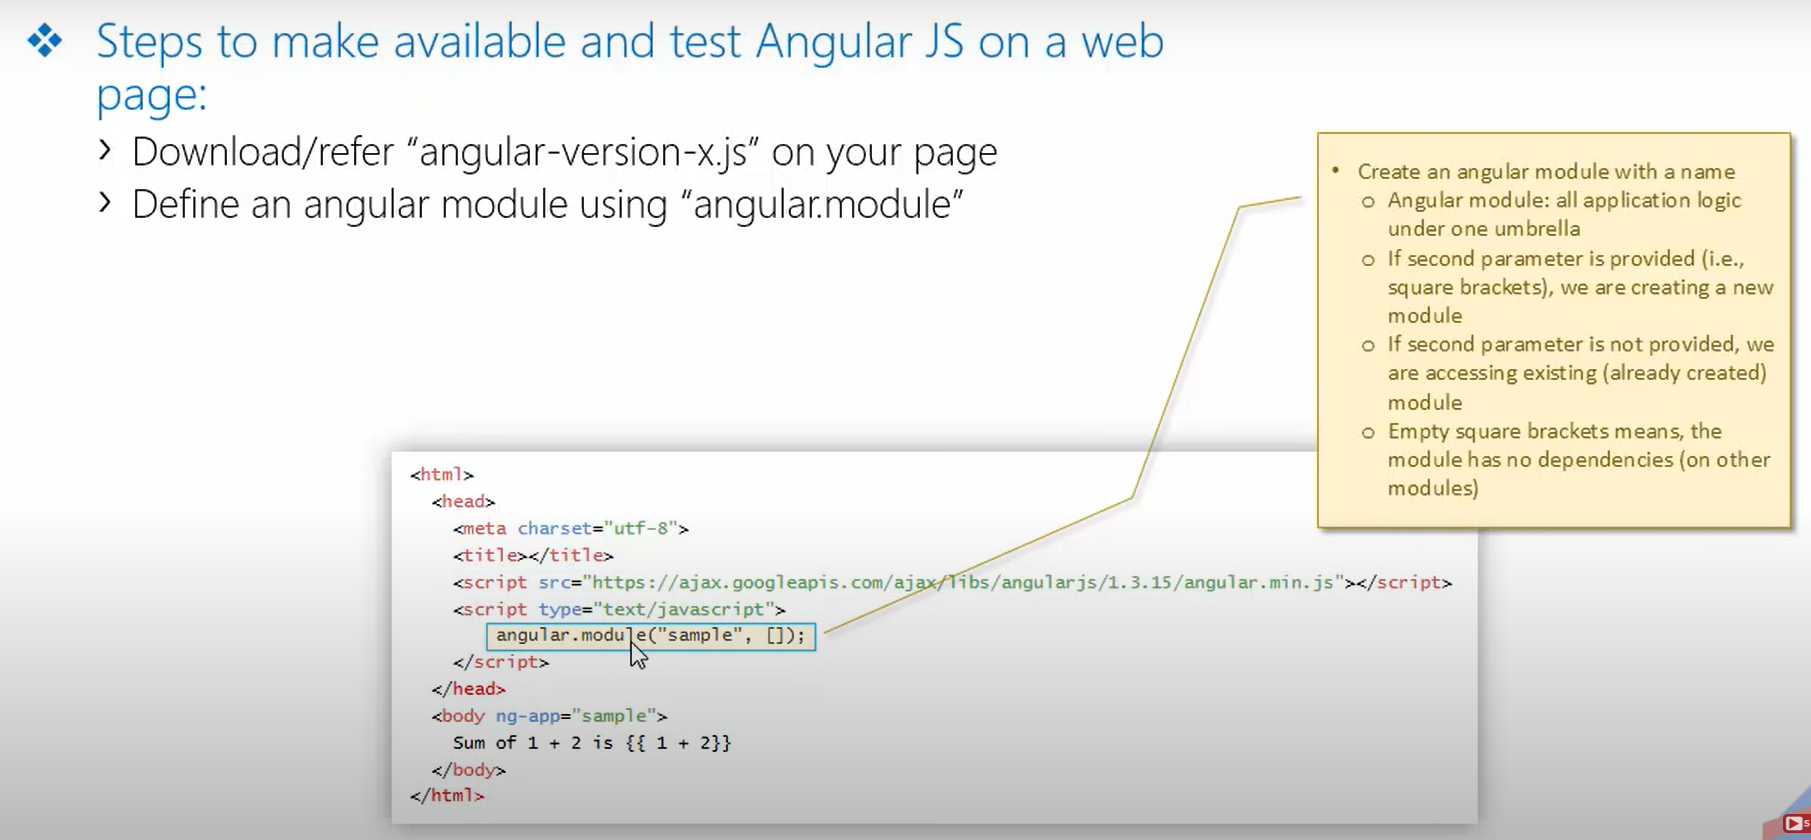 ❖ Steps to make available and test Angular JS on a web
page:
› Download/refer “angular-version-x.js” on your page
› Define an angular module using “angular.module”
• Create an angular module with a name
o Angular module: all application logic
under one umbrella
o If second parameter is provided (i.e.,
square brackets), we are creating a new
module
o If second parameter is not provided, we
are accessing existing (already created)
module
o Empty square brackets means, the
module has no dependencies (on other
modules)
<html>
<head>
<meta charset="utf-8">
<title></title>
<script src="https://ajax.googleapis.com/ajax/libs/angularjs/1.3.15/angular.min.js"></script>
<script type="text/javascript">
angular.module("sample", []);
</script>
</head>
<body ng-app="sample">
Sum of 1 + 2 is {{ 1 + 2}}
</body>
</html>